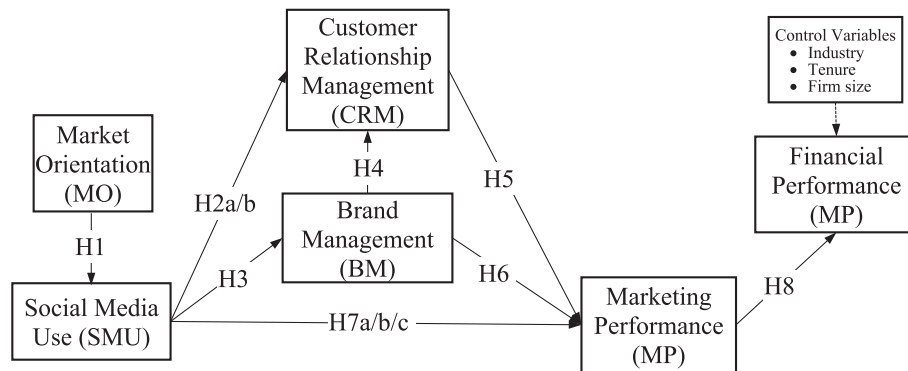 Customer
Relationship
Management
(CRM)
Control Variables
• Industry
• Tenure
• Firm size
Market
Orientation
(MO)
H4
H2a/b
H5
Financial
Performance
(MP)
Brand
Management
(BM)
H1
H3
H6
H8
Social Media
Use (SMU)
H7a/b/c
Marketing
Performance
(MP)